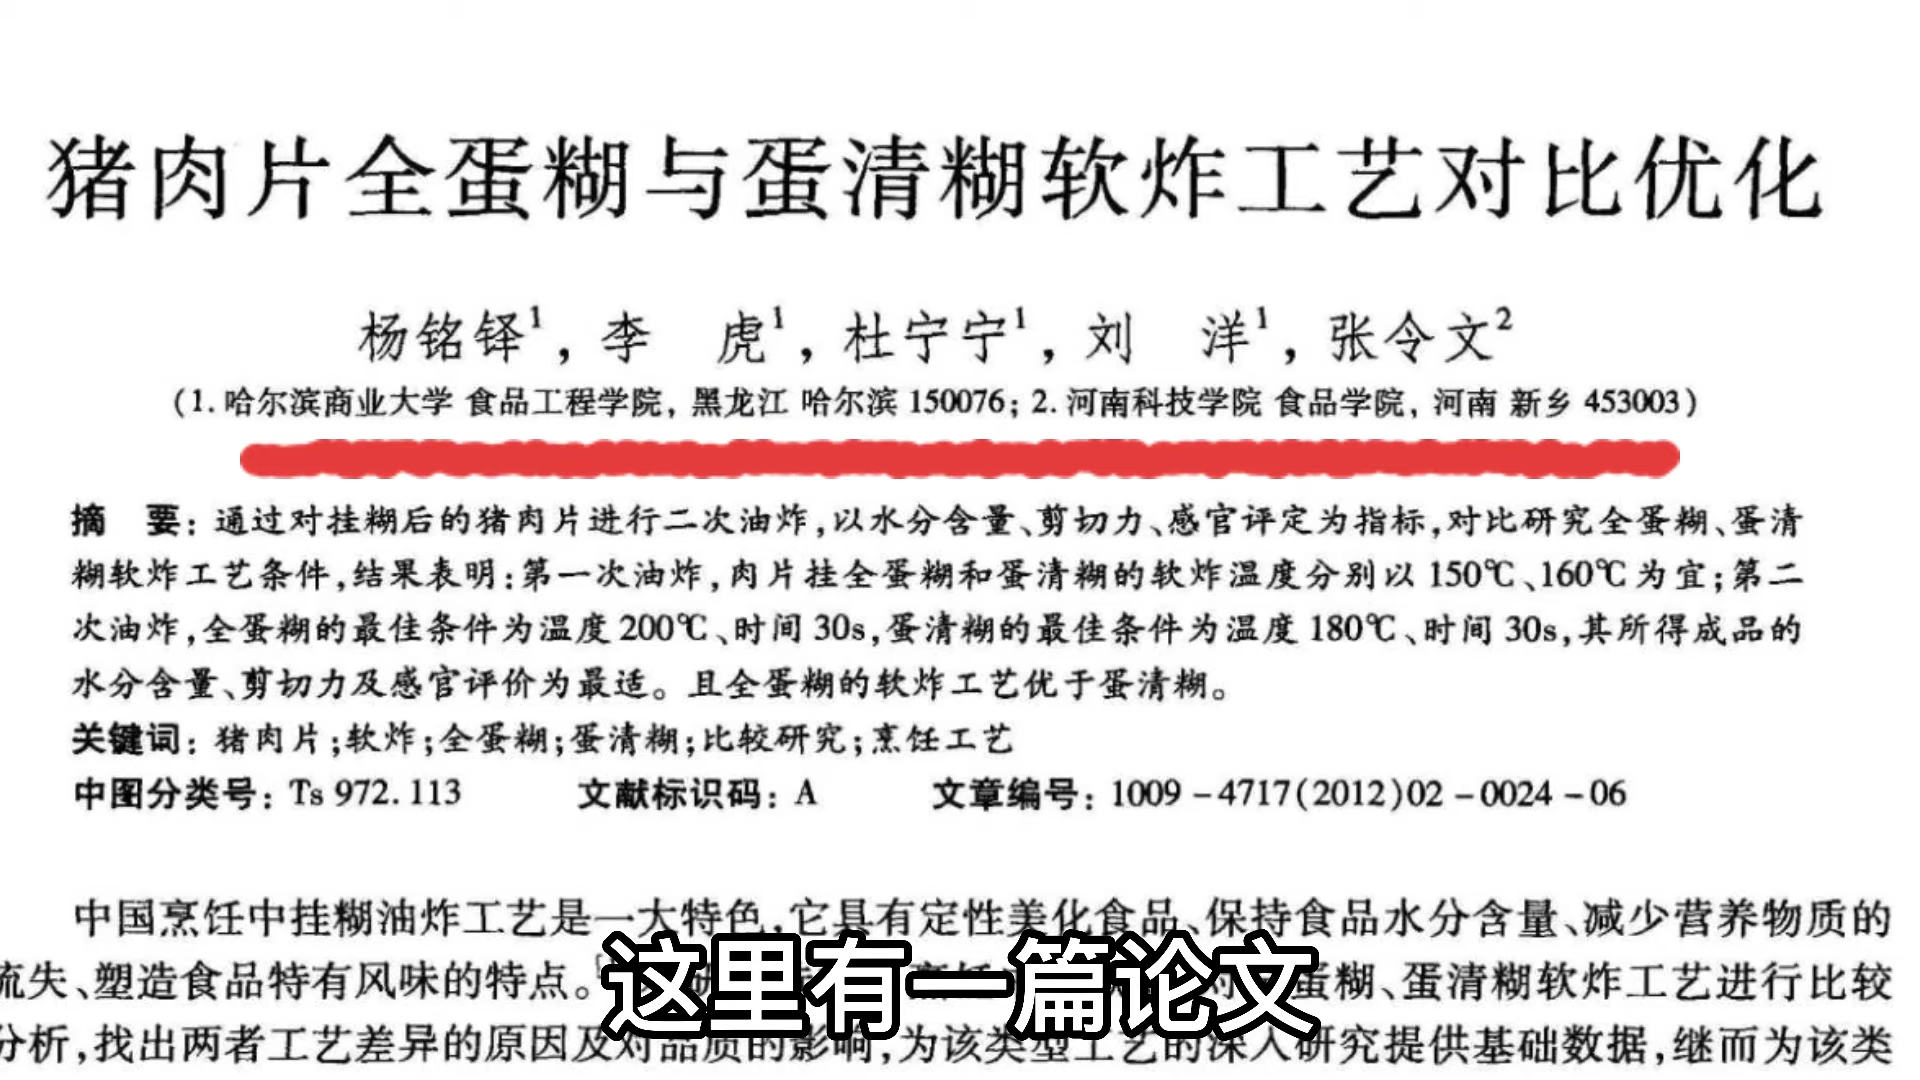 猪肉片全蛋糊与蛋清糊软炸工艺对比优化
杨铭铎¹，李 虎¹，杜宁宁¹，刘 洋¹，张令文²
(1. 哈尔滨商业大学 食品工程学院，黑龙江 哈尔滨 150076；2. 河南科技学院 食品学院，河南 新乡 453003)
摘 要：通过对挂糊后的猪肉片进行二次油炸，以水分含量、剪切力、感官评定为指标，对比研究全蛋糊、蛋清
糊软炸工艺条件，结果表明：第一次油炸，肉片挂全蛋糊和蛋清糊的软炸温度分别以 150℃、160℃为宜；第二
次油炸，全蛋糊的最佳条件为温度 200℃、时间 30s，蛋清糊的最佳条件为温度 180℃、时间 30s，其所得成品的
水分含量、剪切力及感官评价为最适。且全蛋糊的软炸工艺优于蛋清糊。
关键词：猪肉片；软炸；全蛋糊；蛋清糊；比较研究；烹饪工艺
中图分类号：Ts 972.113 文献标识码：A 文章编号：1009－4717(2012)02－0024－06
中国烹饪中挂糊油炸工艺是一大特色，它具有定性美化食品、保持食品水分含量、减少营养物质的
流失、塑造食品特有风味的特点。 对 蛋糊、蛋清糊软炸工艺进行比较
分析，找出两者工艺差异的原因及对品质的影响，为该类型工艺的深入研究提供基础数据，继而为该类
这里有一篇论文